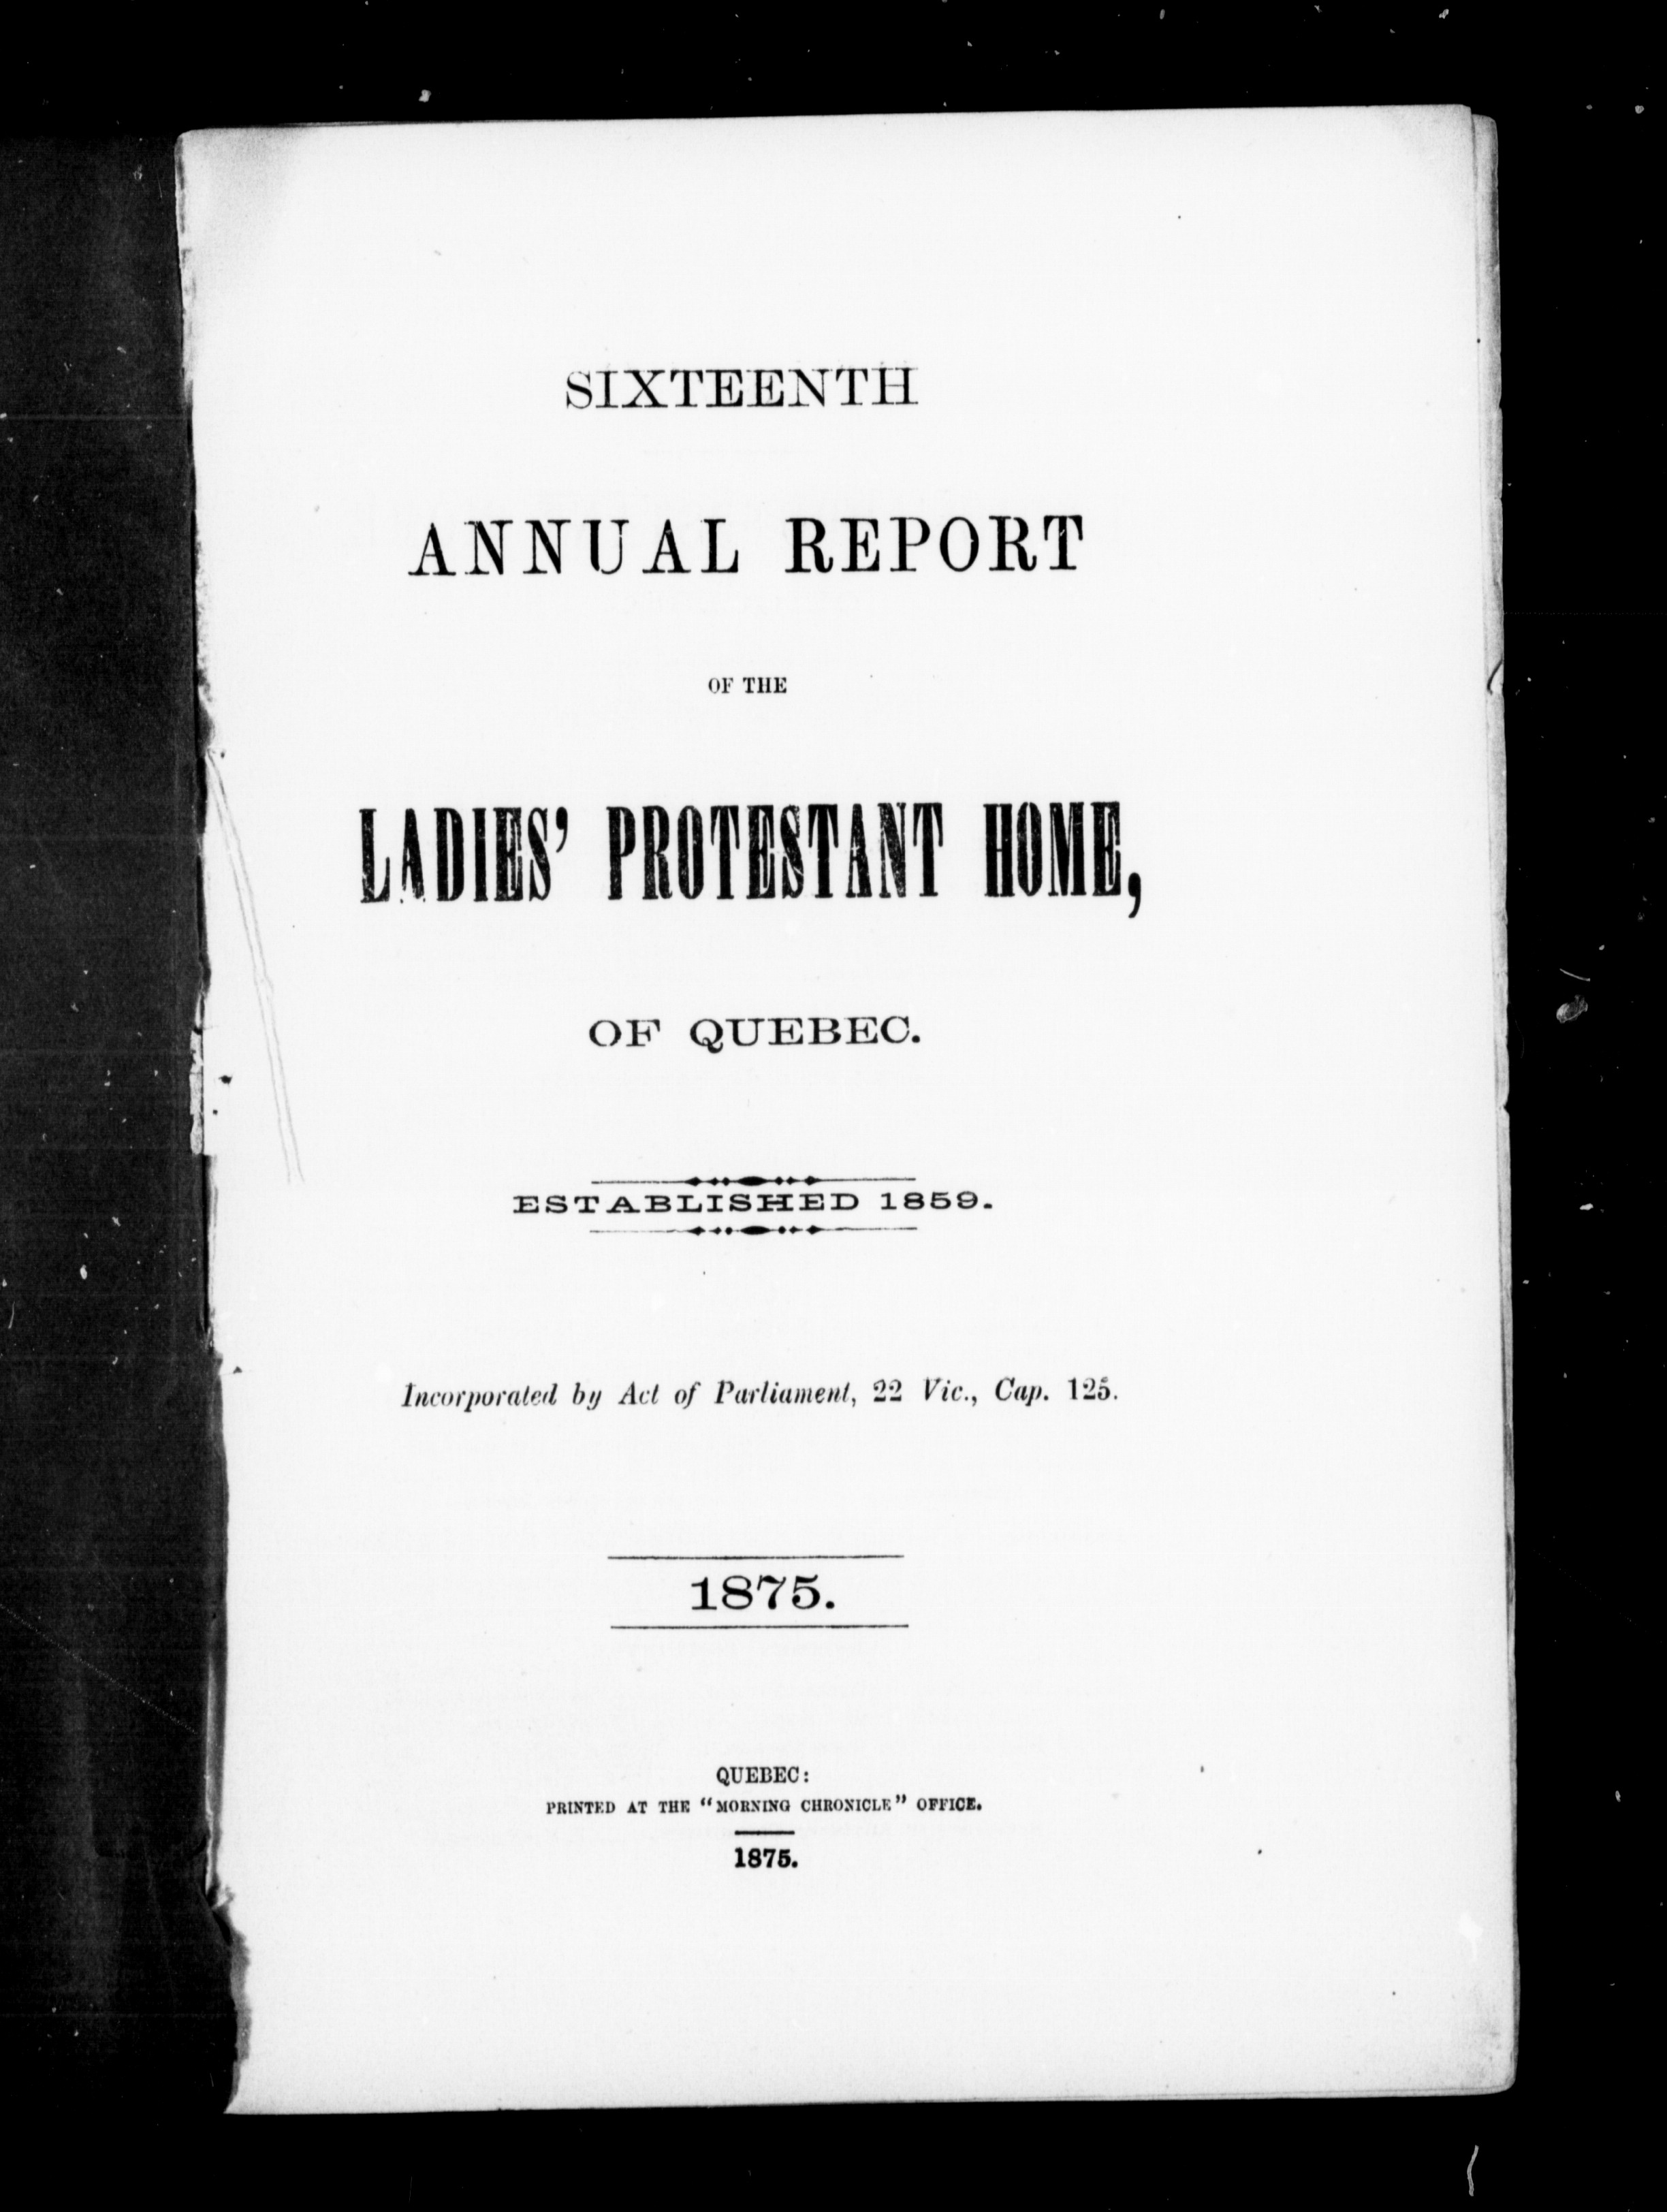 SIXTEENTH
ANNUAL REPORT
OF THE
LADIES' PROTESTANT HOME,
OF QUEBEC.
ESTABLISHED 1859.
Incorporated by Act of Parliament, 22 Vic., Cap. 125.
1875.
QUEBEC:
PRINTED AT THE "MORNING CHRONICLE" OFFICE.
1875.